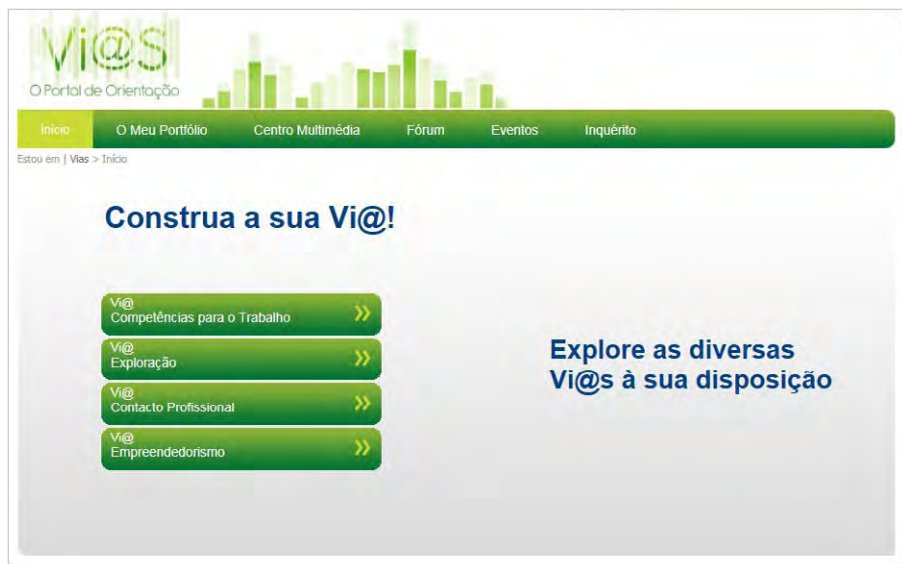 Vi@S
O Portal de Orientação
Início
O Meu Portfólio
Centro Multimédia
Fórum
Eventos
Inquérito
Estou em | Vias > Início
Construa a sua Vi@!
Vi@
Competências para o Trabalho
Vi@
Exploração
Vi@
Contacto Profissional
Vi@
Empreendedorismo
Explore as diversas
Vi@s à sua disposição